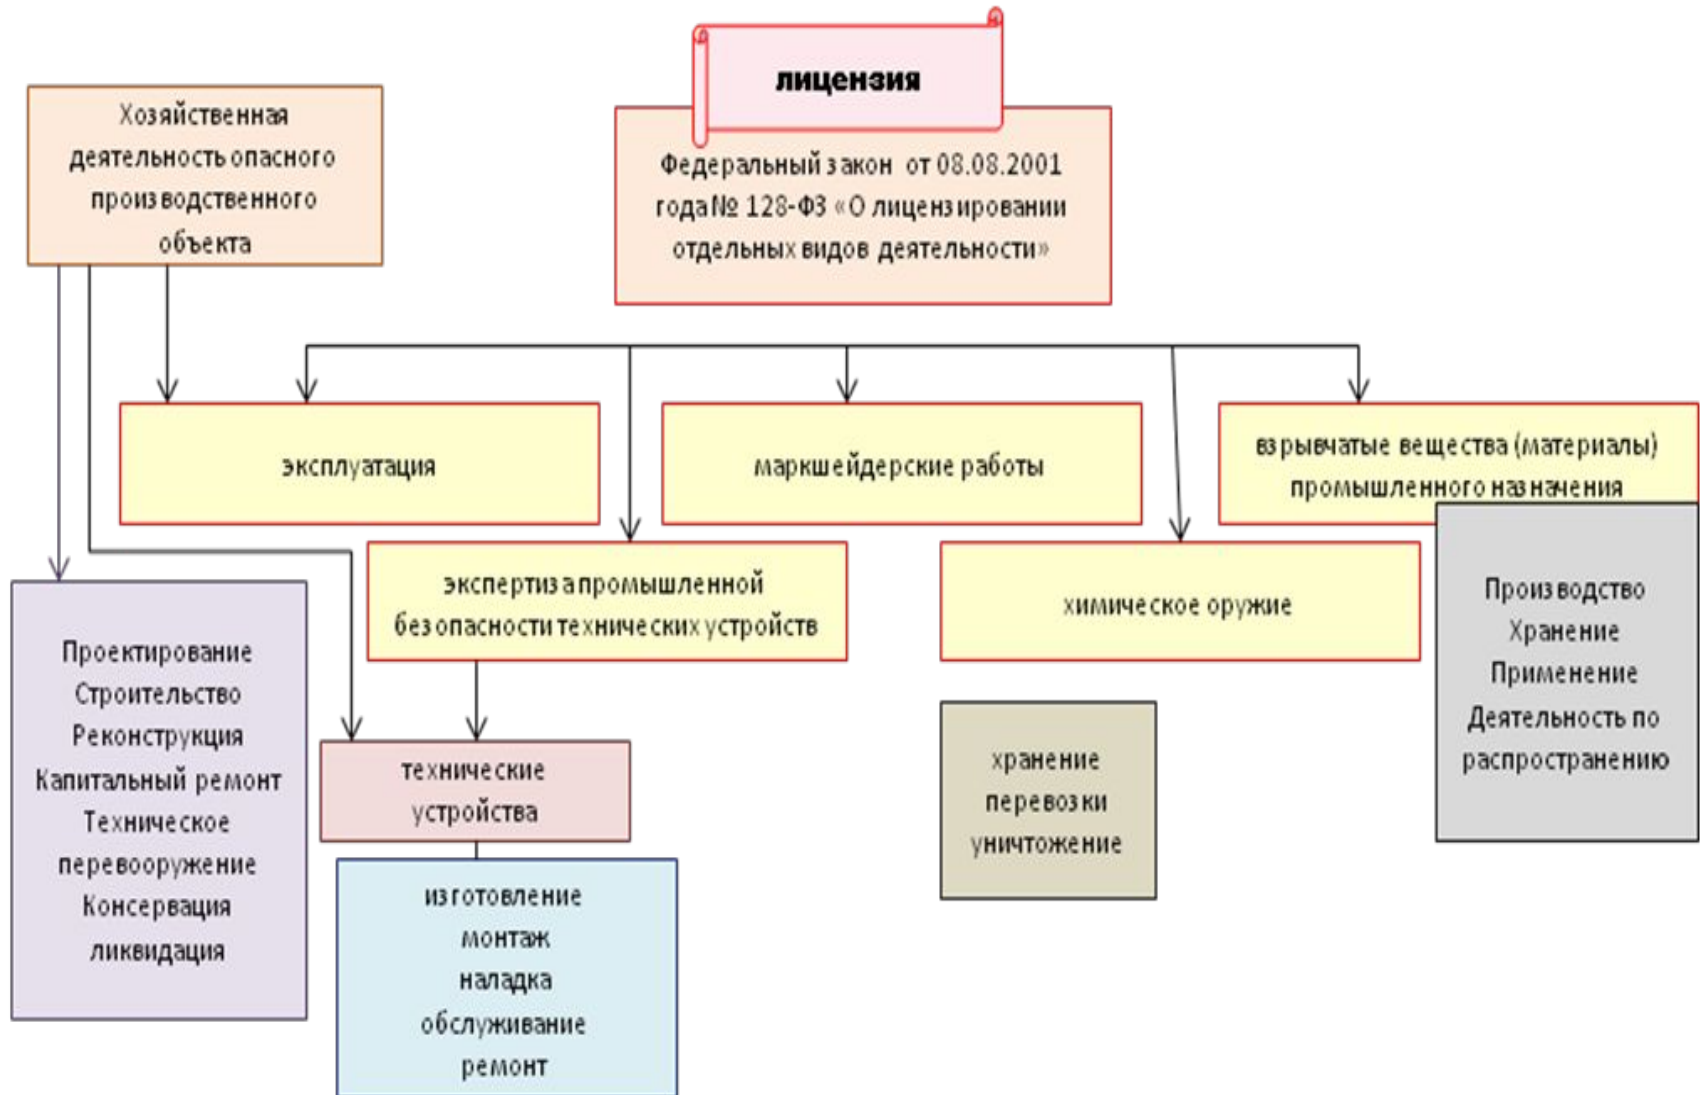 лицензия
Хозяйственная
деятельность опасного
производственного
объекта
Федеральный закон от 08.08.2001
года № 128-ФЗ «О лицензировании
отдельных видов деятельности»
эксплуатация
маркшейдерские работы
взрывчатые вещества (материалы)
промышленного назначения
экспертиза промышленной
безопасности технических устройств
химическое оружие
Производство
Хранение
Применение
Деятельность по
распространению
Проектирование
Строительство
Реконструкция
Капитальный ремонт
Техническое
перевооружение
Консервация
ликвидация
технические
устройства
хранение
перевозки
уничтожение
изготовление
монтаж
наладка
обслуживание
ремонт